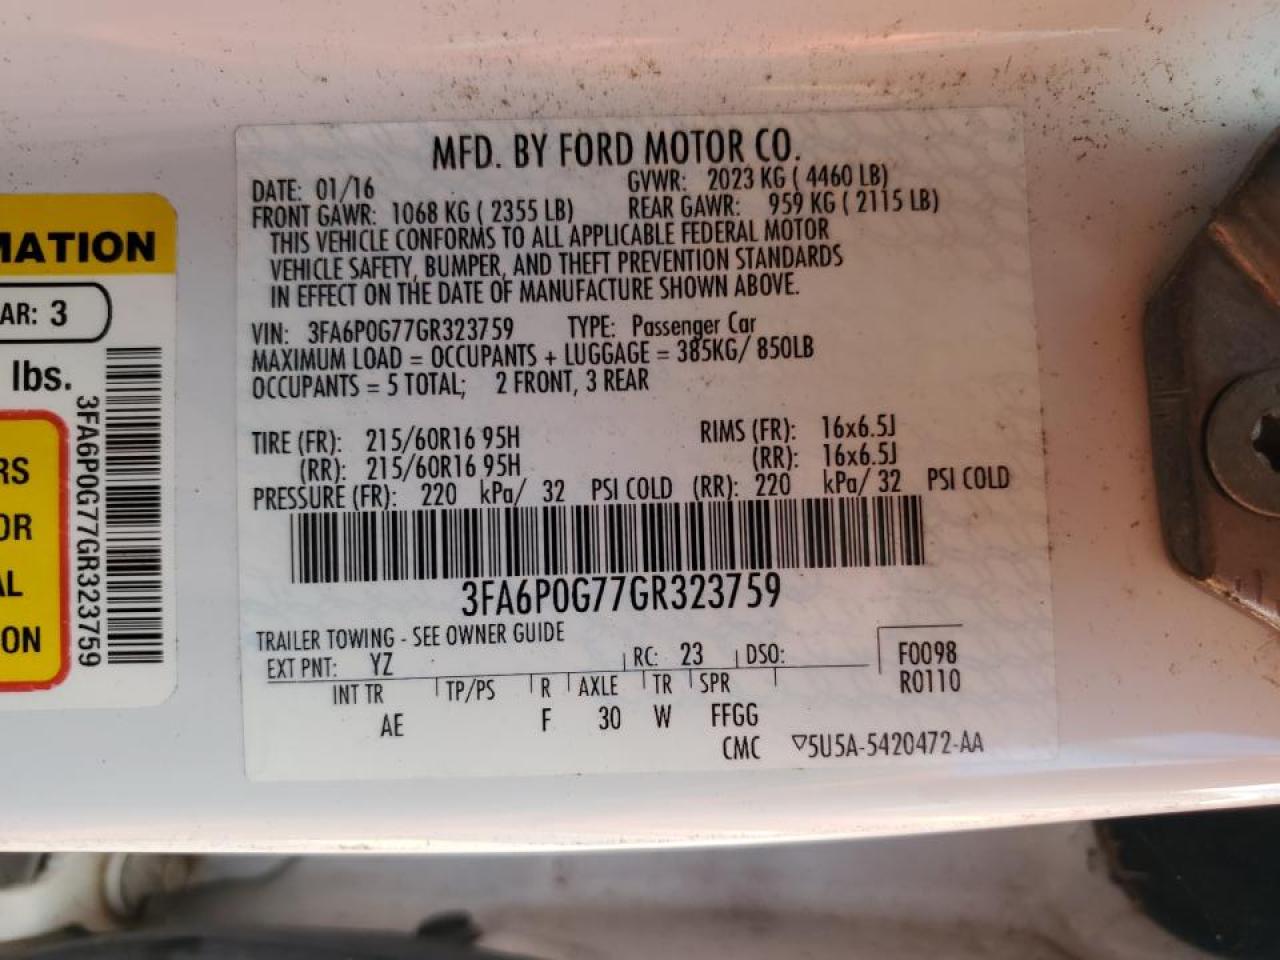 MATION
AR: 3
lbs.
RS
OR
AL
ON
3FA6P0G77GR323759
MFD. BY FORD MOTOR CO.
DATE: 01/16 GVWR: 2023 KG ( 4460 LB)
FRONT GAWR: 1068 KG ( 2355 LB) REAR GAWR: 959 KG ( 2115 LB)
THIS VEHICLE CONFORMS TO ALL APPLICABLE FEDERAL MOTOR
VEHICLE SAFETY, BUMPER, AND THEFT PREVENTION STANDARDS
IN EFFECT ON THE DATE OF MANUFACTURE SHOWN ABOVE.
VIN: 3FA6P0G77GR323759 TYPE: Passenger Car
MAXIMUM LOAD = OCCUPANTS + LUGGAGE = 385KG/ 850LB
OCCUPANTS = 5 TOTAL; 2 FRONT, 3 REAR
TIRE (FR): 215/60R16 95H RIMS (FR): 16x6.5J
(RR): 215/60R16 95H (RR): 16x6.5J
PRESSURE (FR): 220 kPa/ 32 PSI COLD (RR): 220 kPa/ 32 PSI COLD
3FA6P0G77GR323759
TRAILER TOWING - SEE OWNER GUIDE
EXT PNT: YZ RC: 23 DSO: F0098
INT TR TP/PS R AXLE TR SPR R0110
AE F 30 W FFGG
CMC ▽5U5A-5420472-AA